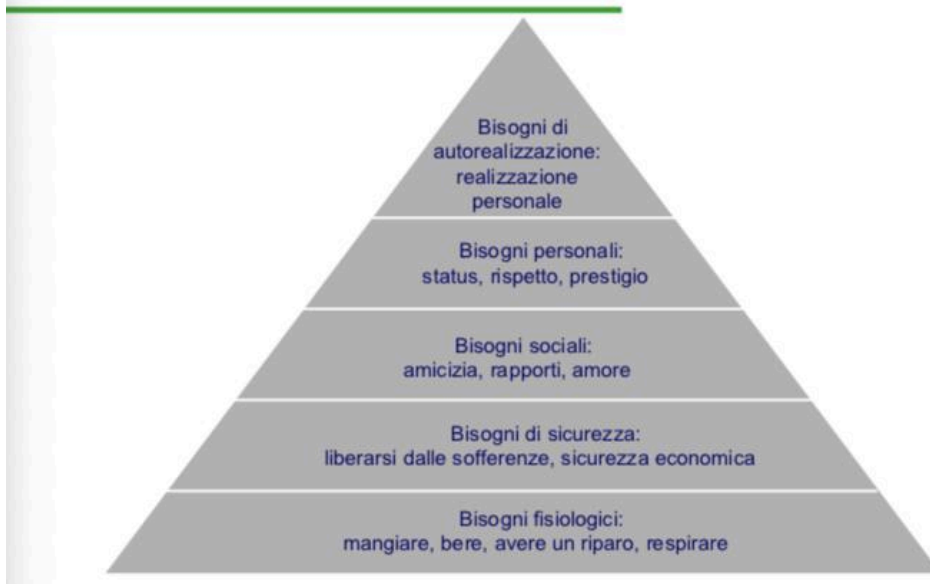 Bisogni di
autorealizzazione:
realizzazione
personale
Bisogni personali:
status, rispetto, prestigio
Bisogni sociali:
amicizia, rapporti, amore
Bisogni di sicurezza:
liberarsi dalle sofferenze, sicurezza economica
Bisogni fisiologici:
mangiare, bere, avere un riparo, respirare